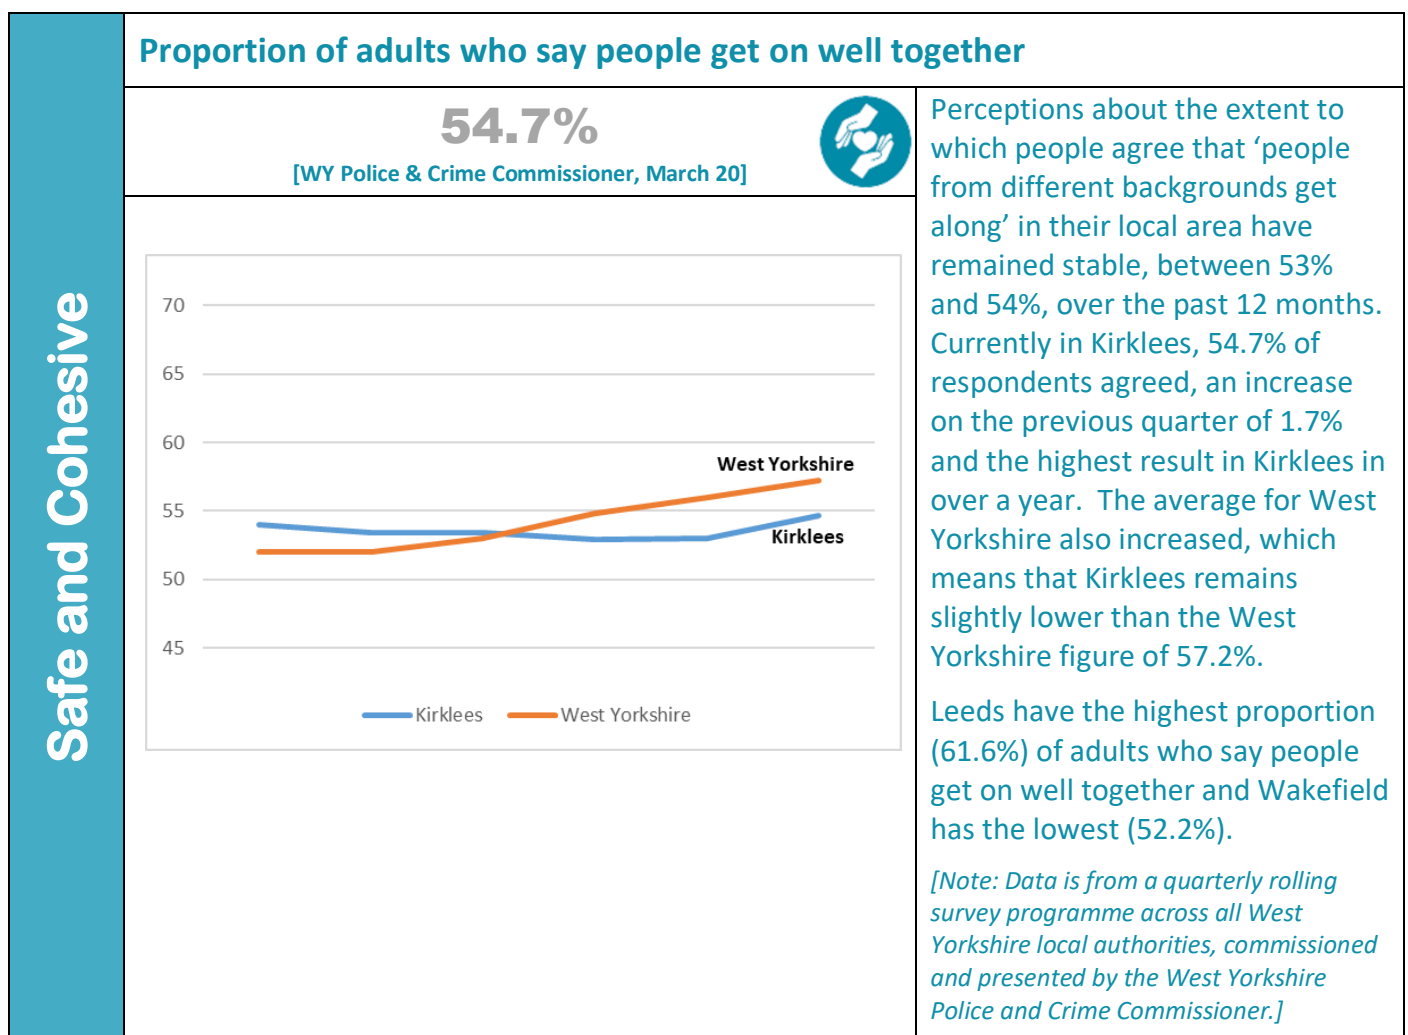 Safe and Cohesive
Proportion of adults who say people get on well together
54.7%
[WY Police & Crime Commissioner, March 20]
70
65
60
55
50
45
West Yorkshire
Kirklees
Kirklees
West Yorkshire
Perceptions about the extent to
which people agree that ‘people
from different backgrounds get
along’ in their local area have
remained stable, between 53%
and 54%, over the past 12 months.
Currently in Kirklees, 54.7% of
respondents agreed, an increase
on the previous quarter of 1.7%
and the highest result in Kirklees in
over a year.  The average for West
Yorkshire also increased, which
means that Kirklees remains
slightly lower than the West
Yorkshire figure of 57.2%.
Leeds have the highest proportion
(61.6%) of adults who say people
get on well together and Wakefield
has the lowest (52.2%).
[Note: Data is from a quarterly rolling
survey programme across all West
Yorkshire local authorities, commissioned
and presented by the West Yorkshire
Police and Crime Commissioner.]